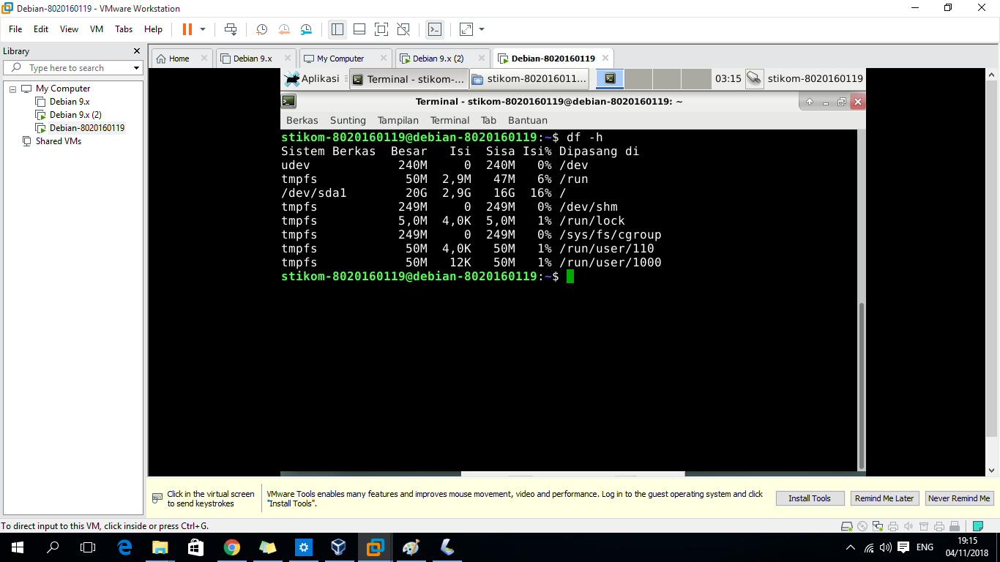 Debian-8020160119 - VMware Workstation
File Edit View VM Tabs Help
Library
Type here to search
My Computer
Debian 9.x
Debian 9.x (2)
Debian-8020160119
Shared VMs
Home Debian 9.x My Computer Debian 9.x (2) Debian-8020160119
Aplikasi Terminal - stikom-... stikom-802016011... 03:15 stikom-8020160119
Terminal - stikom-8020160119@debian-8020160119: ~
Berkas Sunting Tampilan Terminal Tab Bantuan
stikom-8020160119@debian-8020160119:~$ df -h
Sistem Berkas Besar Isi Sisa Isi% Dipasang di
udev 240M 0 240M 0% /dev
tmpfs 50M 2,9M 47M 6% /run
/dev/sda1 20G 2,9G 16G 16% /
tmpfs 249M 0 249M 0% /dev/shm
tmpfs 5,0M 4,0K 5,0M 1% /run/lock
tmpfs 249M 0 249M 0% /sys/fs/cgroup
tmpfs 50M 4,0K 50M 1% /run/user/110
tmpfs 50M 12K 50M 1% /run/user/1000
stikom-8020160119@debian-8020160119:~$
Click in the virtual screen
to send keystrokes
VMware Tools enables many features and improves mouse movement, video and performance. Log in to the guest operating system and click
"Install Tools".
Install Tools Remind Me Later Never Remind Me
To direct input to this VM, click inside or press Ctrl+G.
ENG
19:15
04/11/2018